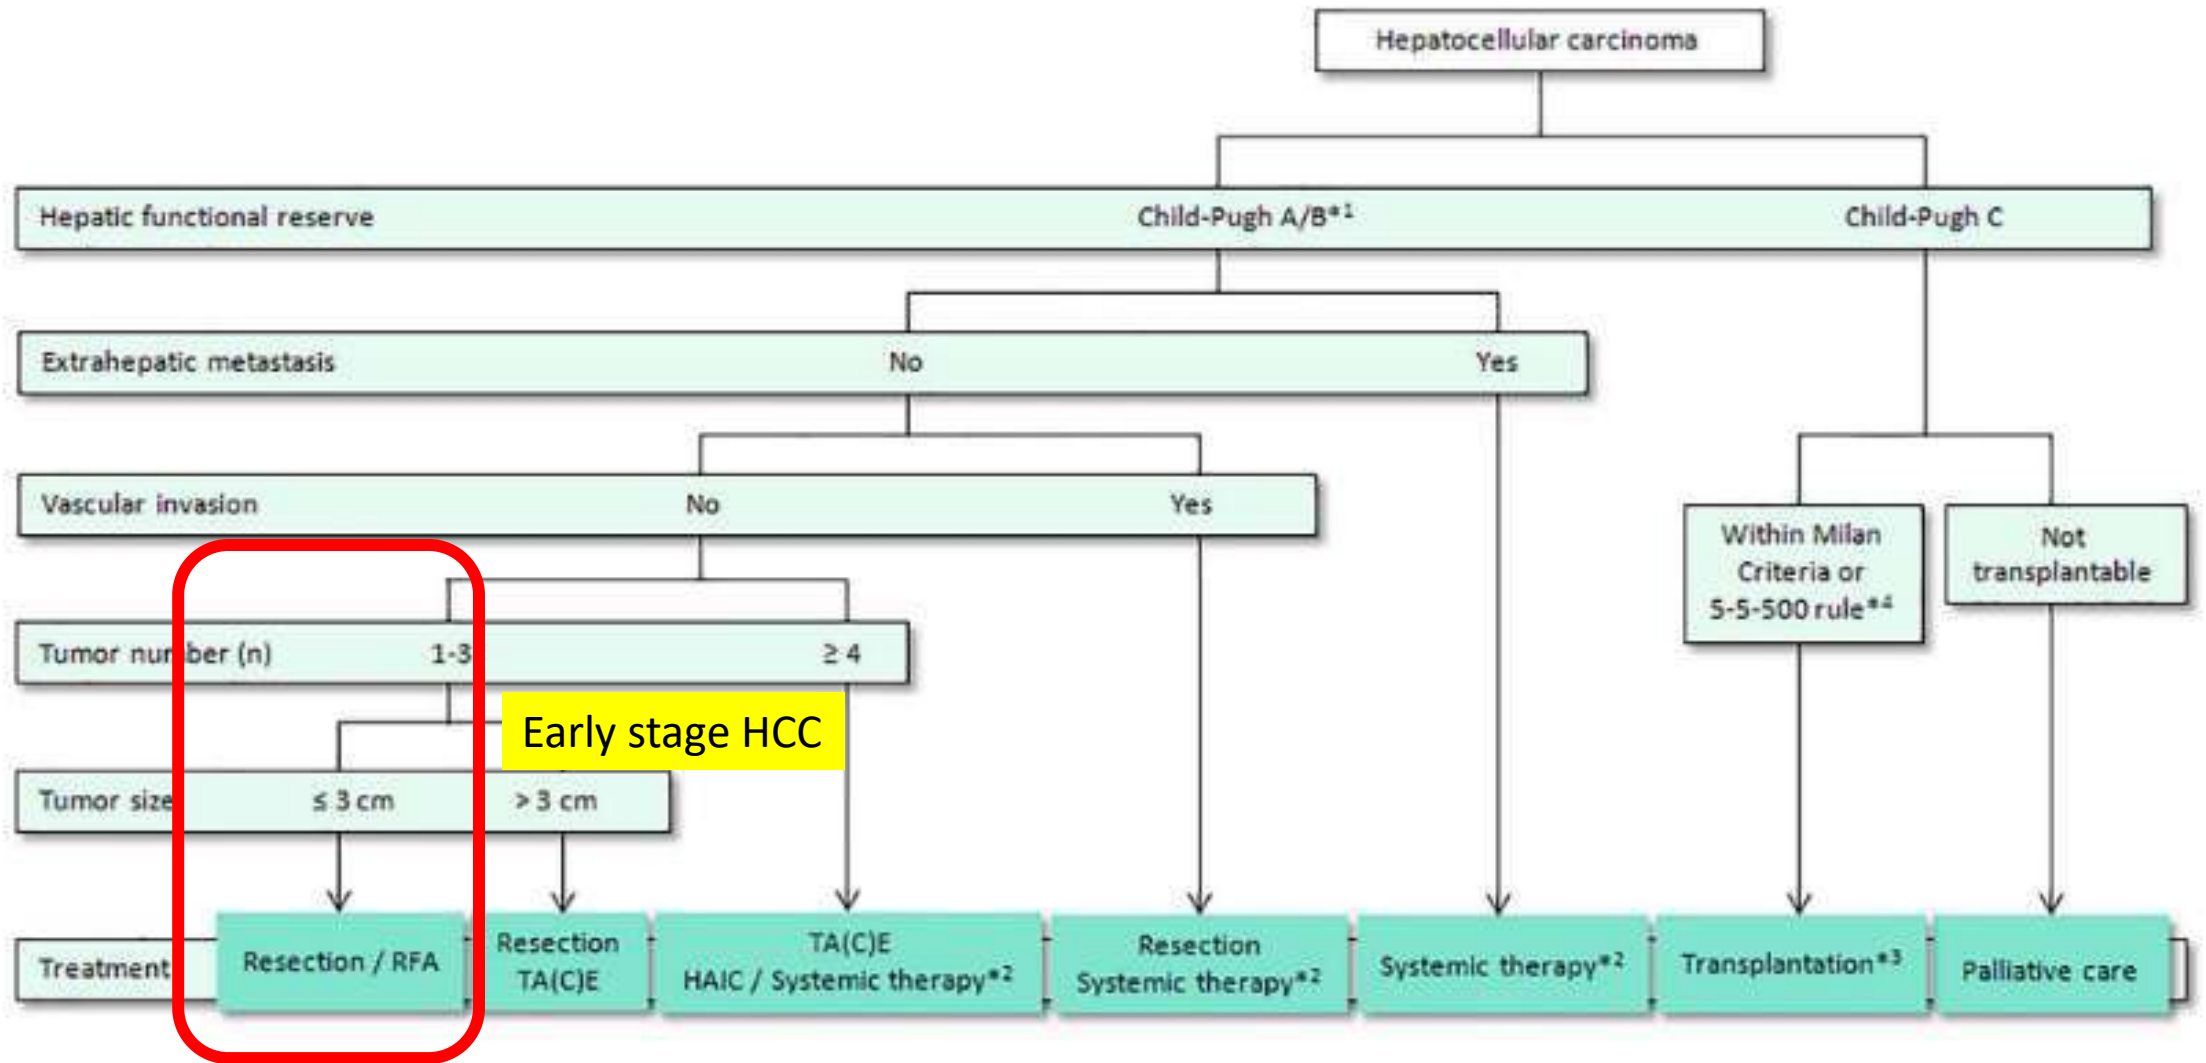 Hepatocellular carcinoma
Hepatic functional reserve Child-Pugh A/B*1 Child-Pugh C
Extrahepatic metastasis No Yes
Vascular invasion No Yes
Within Milan
Criteria or
5-5-500 rule*4
Not
transplantable
Tumor number (n) 1-3 ≥ 4
Early stage HCC
Tumor size ≤ 3 cm > 3 cm
Treatment
Resection / RFA
Resection
TA(C)E
TA(C)E
HAIC / Systemic therapy*2
Resection
Systemic therapy*2
Systemic therapy*2
Transplantation*3
Palliative care